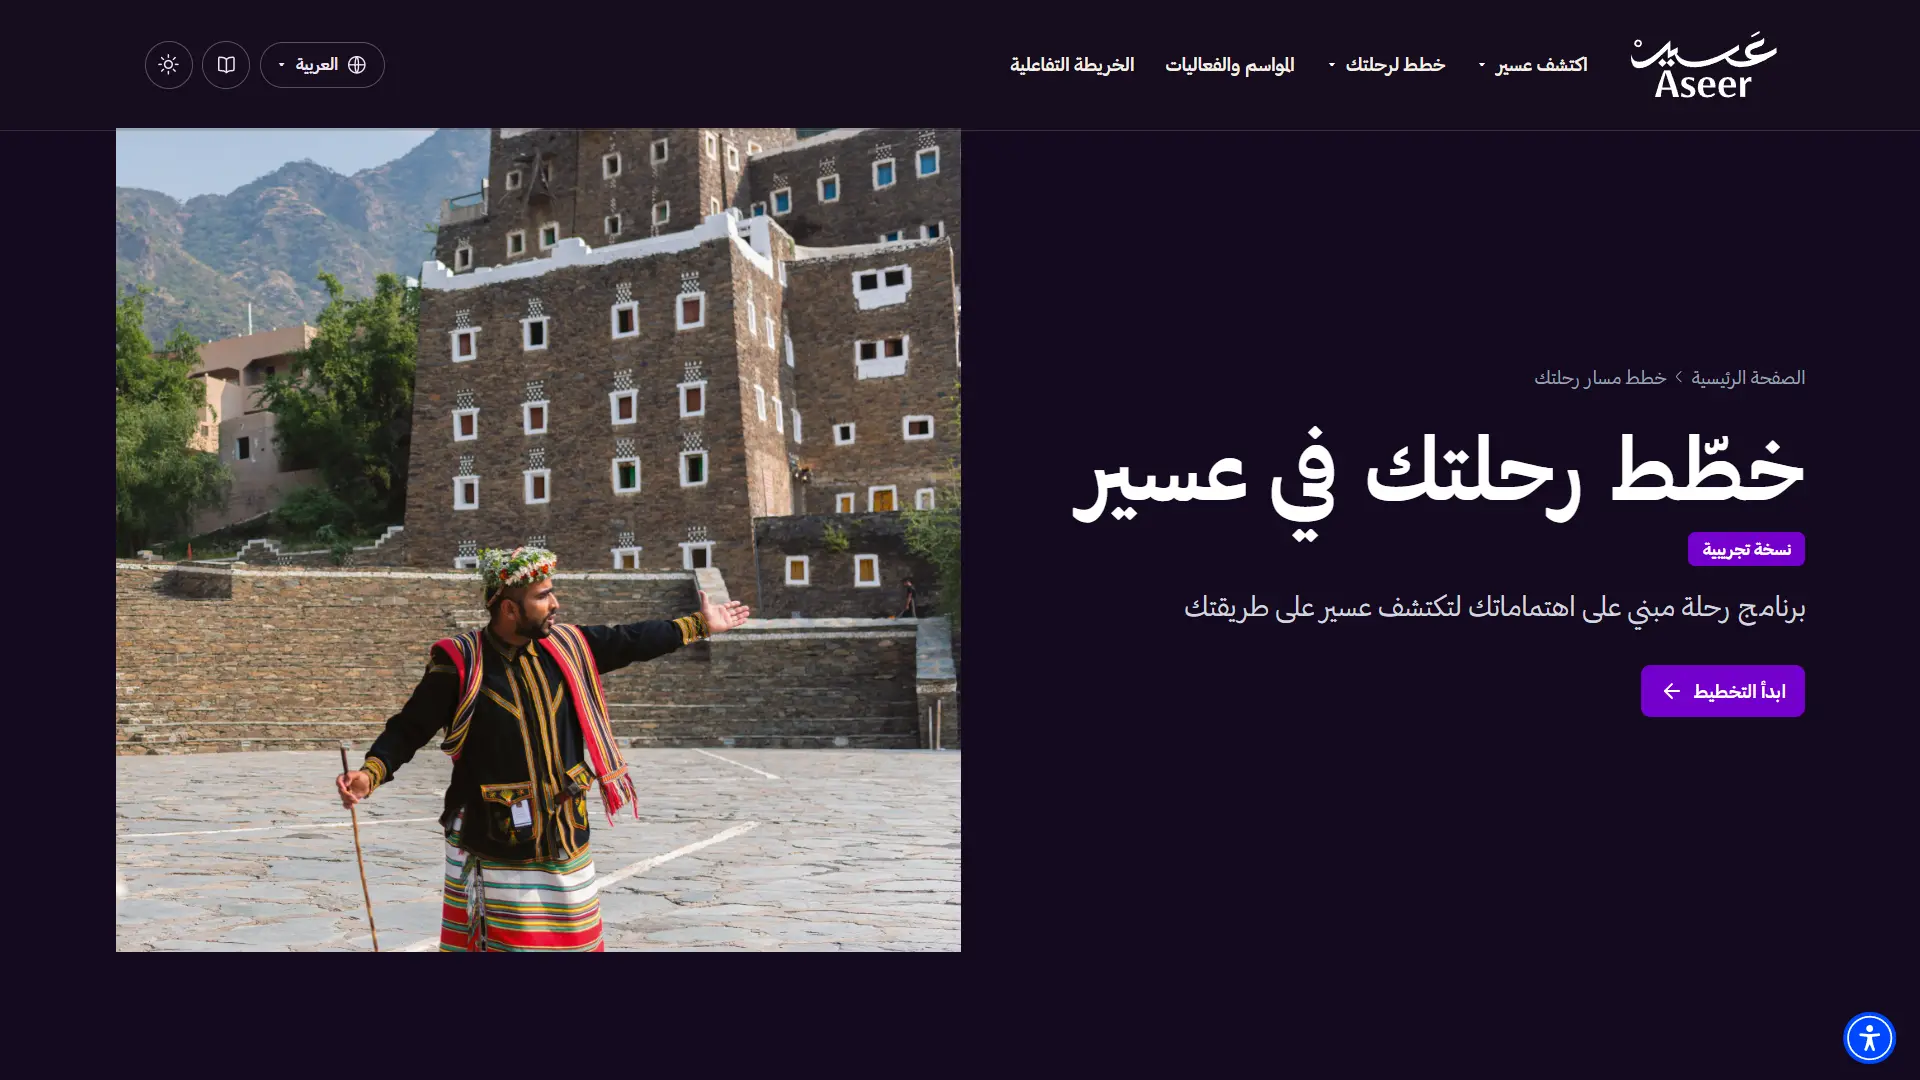 عسير
Aseer
اكتشف عسير
خطط لرحلتك
المواسم والفعاليات
الخريطة التفاعلية
العربية
الصفحة الرئيسية > خطط مسار رحلتك
خطّط رحلتك في عسير
نسخة تجريبية
برنامج رحلة مبني على اهتماماتك لتكتشف عسير على طريقتك
ابدأ التخطيط ←